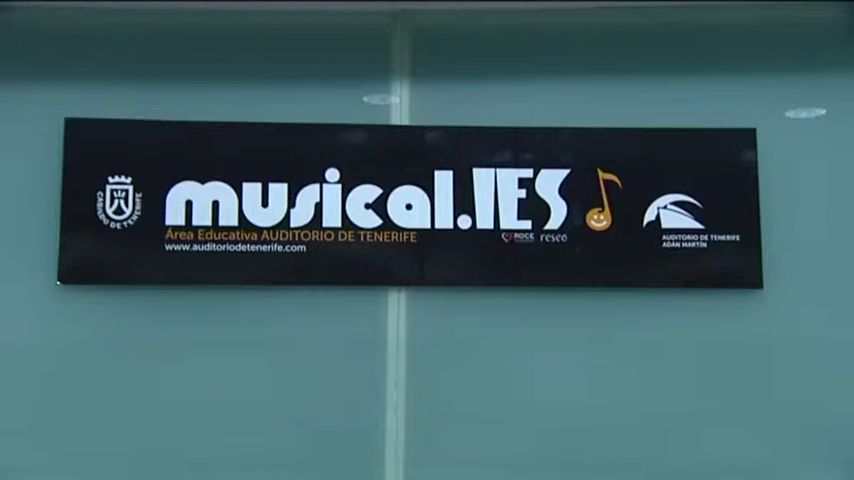 CABILDO DE TENERIFE
musical.IES
Área Educativa AUDITORIO DE TENERIFE
www.auditoriodetenerife.com
ROCE
reseo
AUDITORIO DE TENERIFE
ADÁN MARTÍN